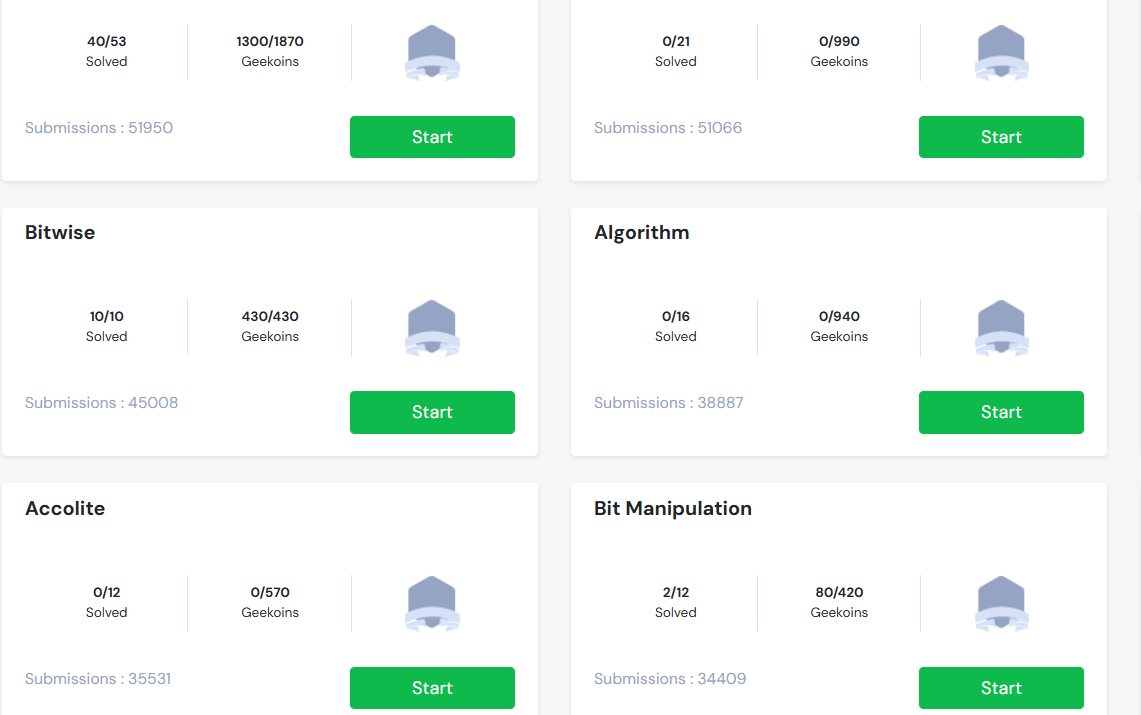 40/53
Solved
1300/1870
Geekoins
Submissions : 51950
Start
0/21
Solved
0/990
Geekoins
Submissions : 51066
Start
Bitwise
10/10
Solved
430/430
Geekoins
Submissions : 45008
Start
Algorithm
0/16
Solved
0/940
Geekoins
Submissions : 38887
Start
Accolite
0/12
Solved
0/570
Geekoins
Submissions : 35531
Start
Bit Manipulation
2/12
Solved
80/420
Geekoins
Submissions : 34409
Start